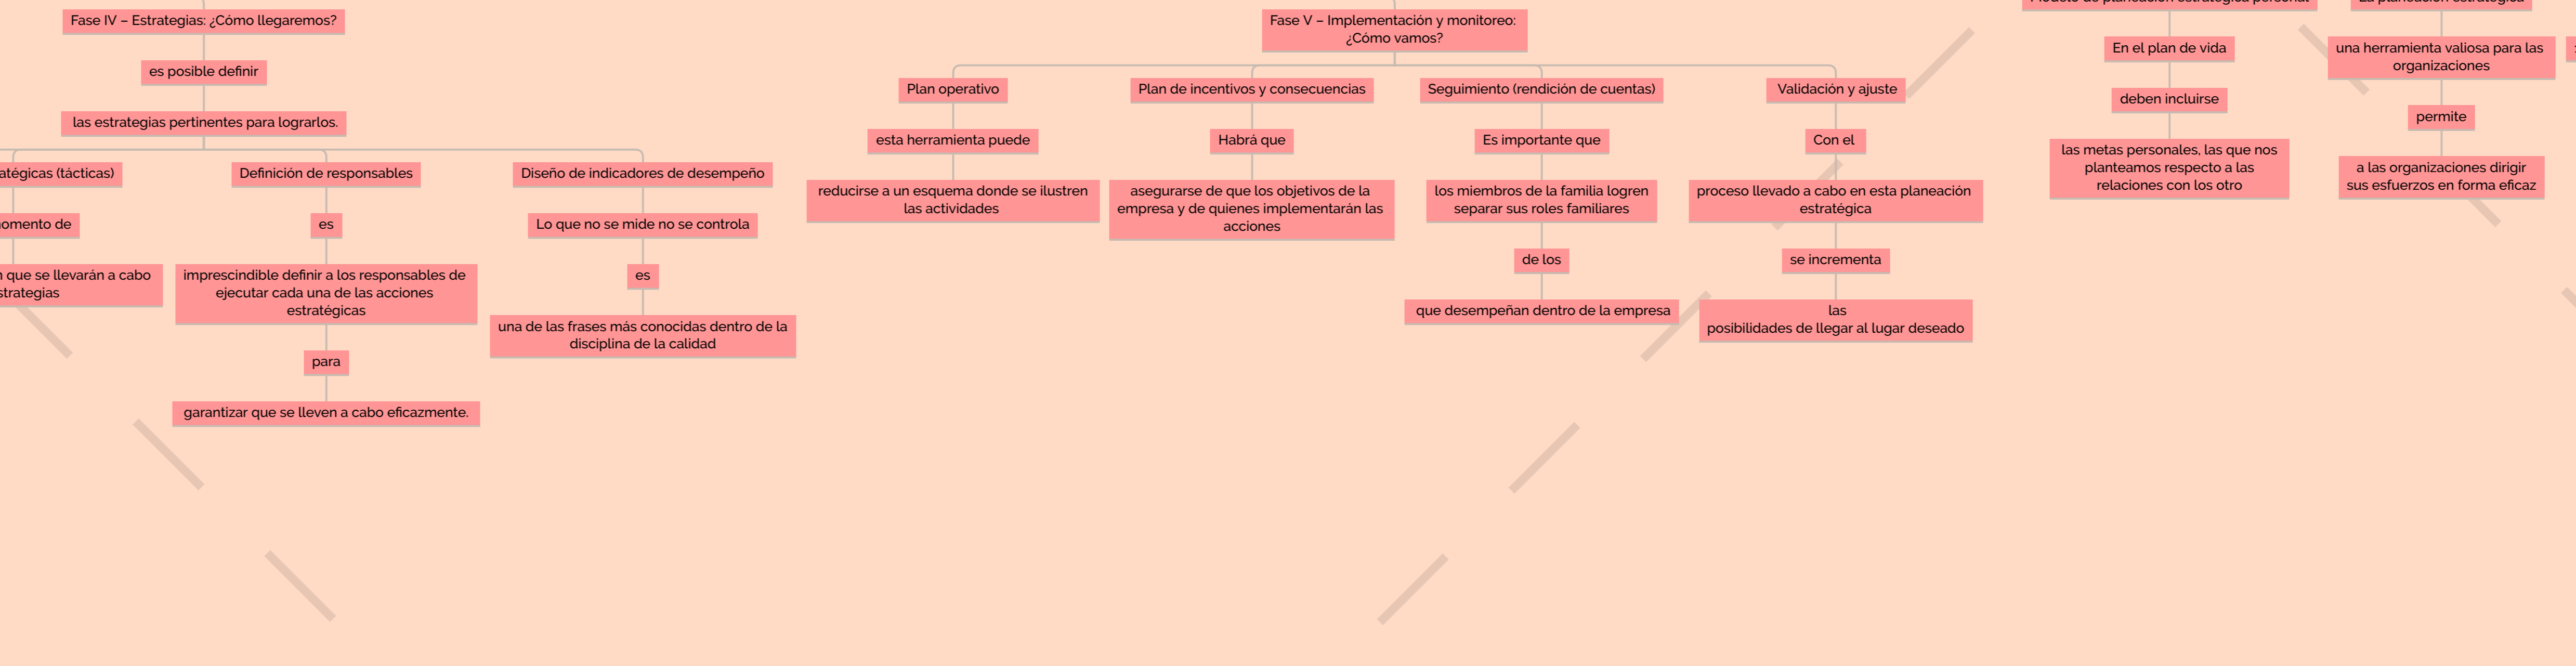 Fase IV – Estrategias: ¿Cómo llegaremos?
es posible definir
las estrategias pertinentes para lograrlos.
(tácticas)
de
que se llevarán a cabo
Definición de responsables
es
imprescindible definir a los responsables de
ejecutar cada una de las acciones
estratégicas
para
garantizar que se lleven a cabo eficazmente.
Diseño de indicadores de desempeño
Lo que no se mide no se controla
es
una de las frases más conocidas dentro de la
disciplina de la calidad
Fase V – Implementación y monitoreo:
¿Cómo vamos?
Plan operativo
esta herramienta puede
reducirse a un esquema donde se ilustren
las actividades
Plan de incentivos y consecuencias
Habrá que
asegurarse de que los objetivos de la
empresa y de quienes implementarán las
acciones
Seguimiento (rendición de cuentas)
Es importante que
los miembros de la familia logren
separar sus roles familiares
de los
que desempeñan dentro de la empresa
Validación y ajuste
Con el
proceso llevado a cabo en esta planeación
estratégica
se incrementa
las
posibilidades de llegar al lugar deseado
Modelo de planeación estratégica personal
En el plan de vida
deben incluirse
las metas personales, las que nos
planteamos respecto a las
relaciones con los otro
La planeación estratégica
una herramienta valiosa para las
organizaciones
permite
a las organizaciones dirigir
sus esfuerzos en forma eficaz